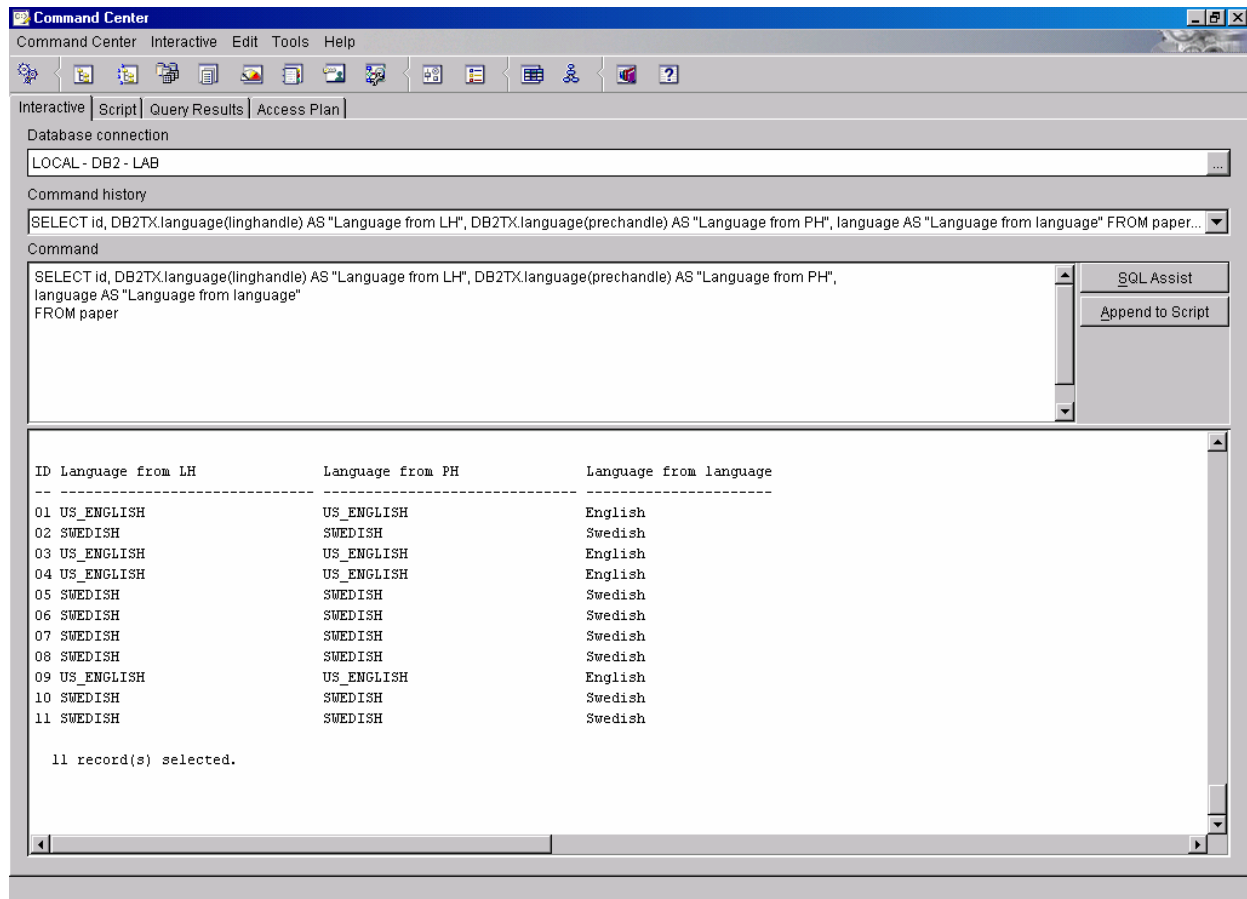 Command Center
Command Center Interactive Edit Tools Help
Interactive Script Query Results Access Plan
Database connection
LOCAL - DB2 - LAB
...
Command history
SELECT id, DB2TX.language(linghandle) AS "Language from LH", DB2TX.language(prechandle) AS "Language from PH", language AS "Language from language" FROM paper...
Command
SELECT id, DB2TX.language(linghandle) AS "Language from LH", DB2TX.language(prechandle) AS "Language from PH",
language AS "Language from language"
FROM paper
SQL Assist
Append to Script
ID Language from LH Language from PH Language from language
-- ------------------------------ ------------------------------ ----------------------
01 US_ENGLISH US_ENGLISH English
02 SWEDISH SWEDISH Swedish
03 US_ENGLISH US_ENGLISH English
04 US_ENGLISH US_ENGLISH English
05 SWEDISH SWEDISH Swedish
06 SWEDISH SWEDISH Swedish
07 SWEDISH SWEDISH Swedish
08 SWEDISH SWEDISH Swedish
09 US_ENGLISH US_ENGLISH English
10 SWEDISH SWEDISH Swedish
11 SWEDISH SWEDISH Swedish
11 record(s) selected.